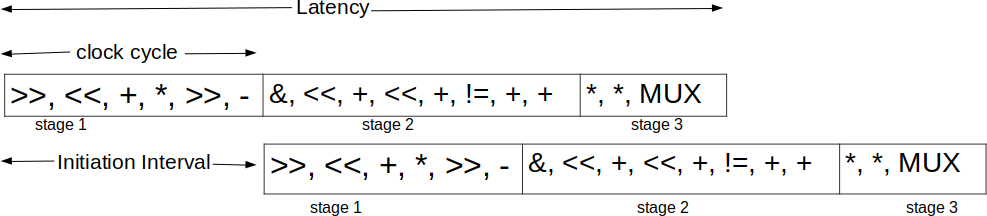 Latency
clock cycle
>>, <<, +, *, >>, - &, <<, +, <<, +, !=, +, + *, *, MUX
stage 1 stage 2 stage 3
Initiation Interval >>, <<, +, *, >>, - &, <<, +, <<, +, !=, +, + *, *, MUX
stage 1 stage 2 stage 3